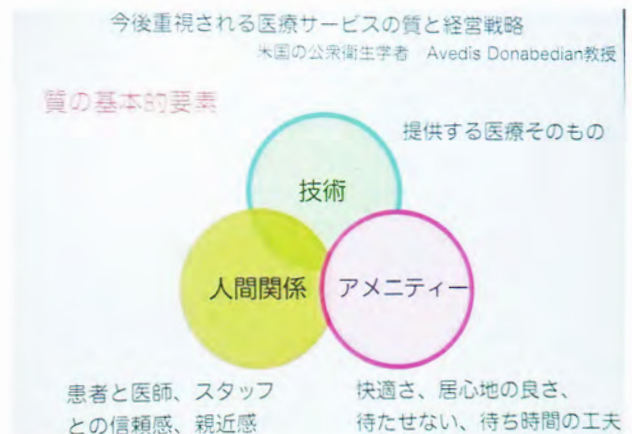 今後重視される医療サービスの質と経営戦略
米国の公衆衛生学者　Avedis Donabedian教授
質の基本的要素
提供する医療そのもの
技術
人間関係
アメニティー
患者と医師、スタッフ
との信頼感、親近感
快適さ、居心地の良さ、
待たせない、待ち時間の工夫